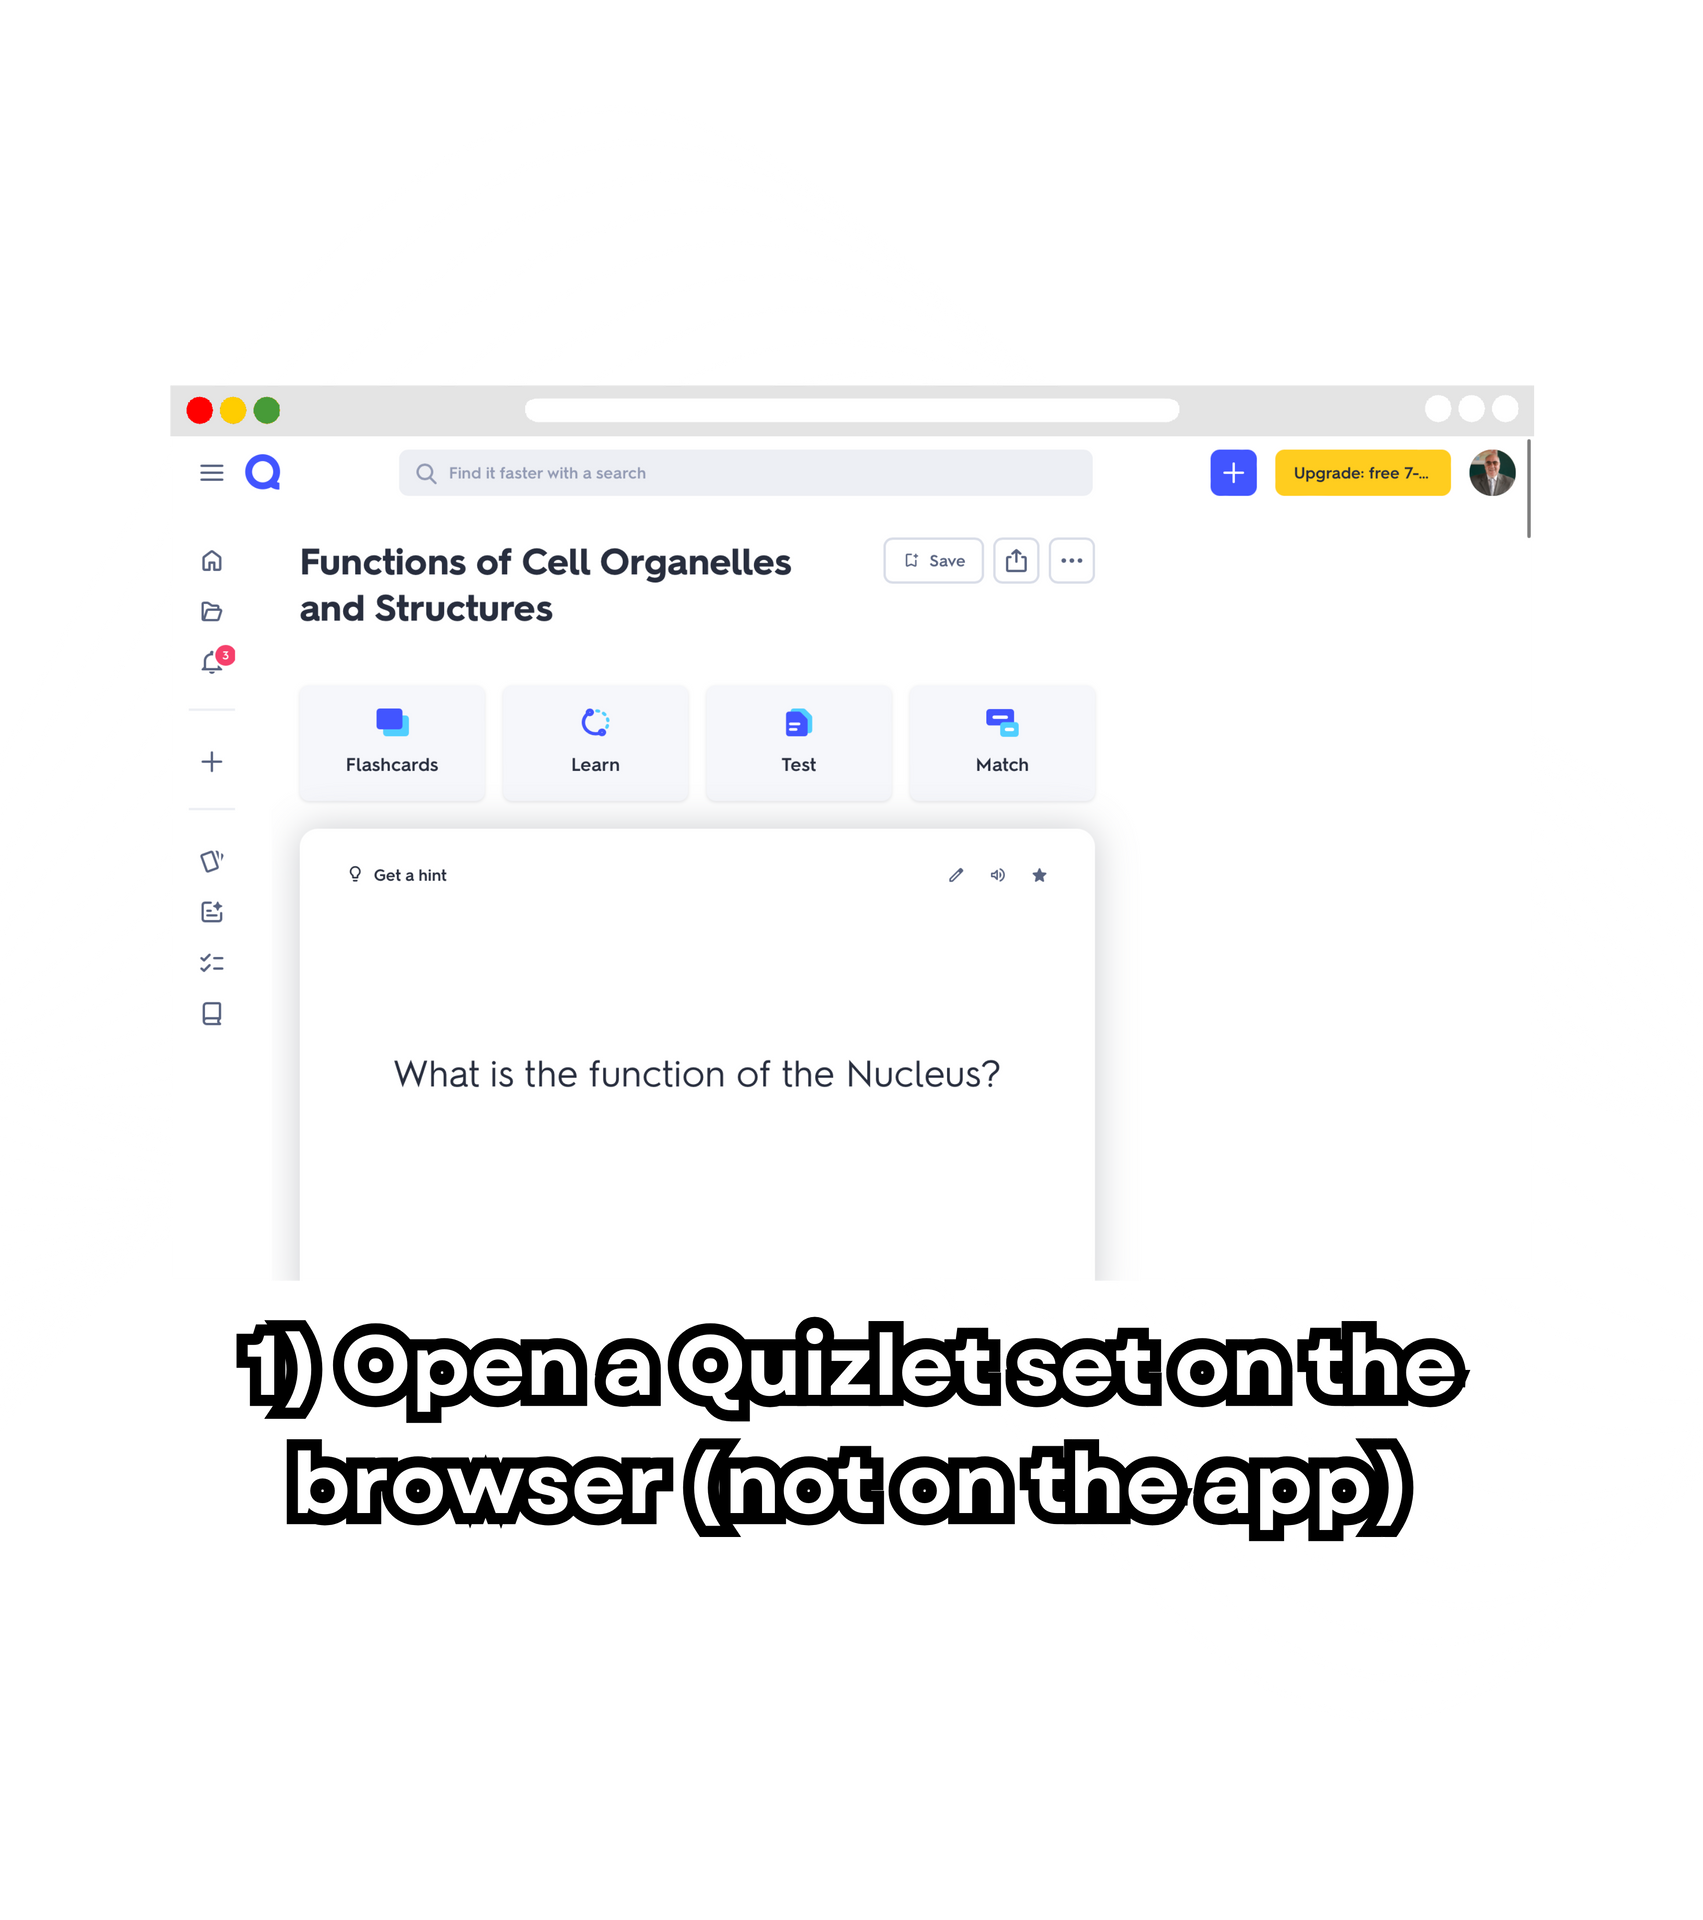 Find it faster with a search
Upgrade: free 7-...
Functions of Cell Organelles
and Structures
Save
3
Flashcards
Learn
Test
Match
Get a hint
What is the function of the Nucleus?
1) Open a Quizlet set on the
browser (not on the app)